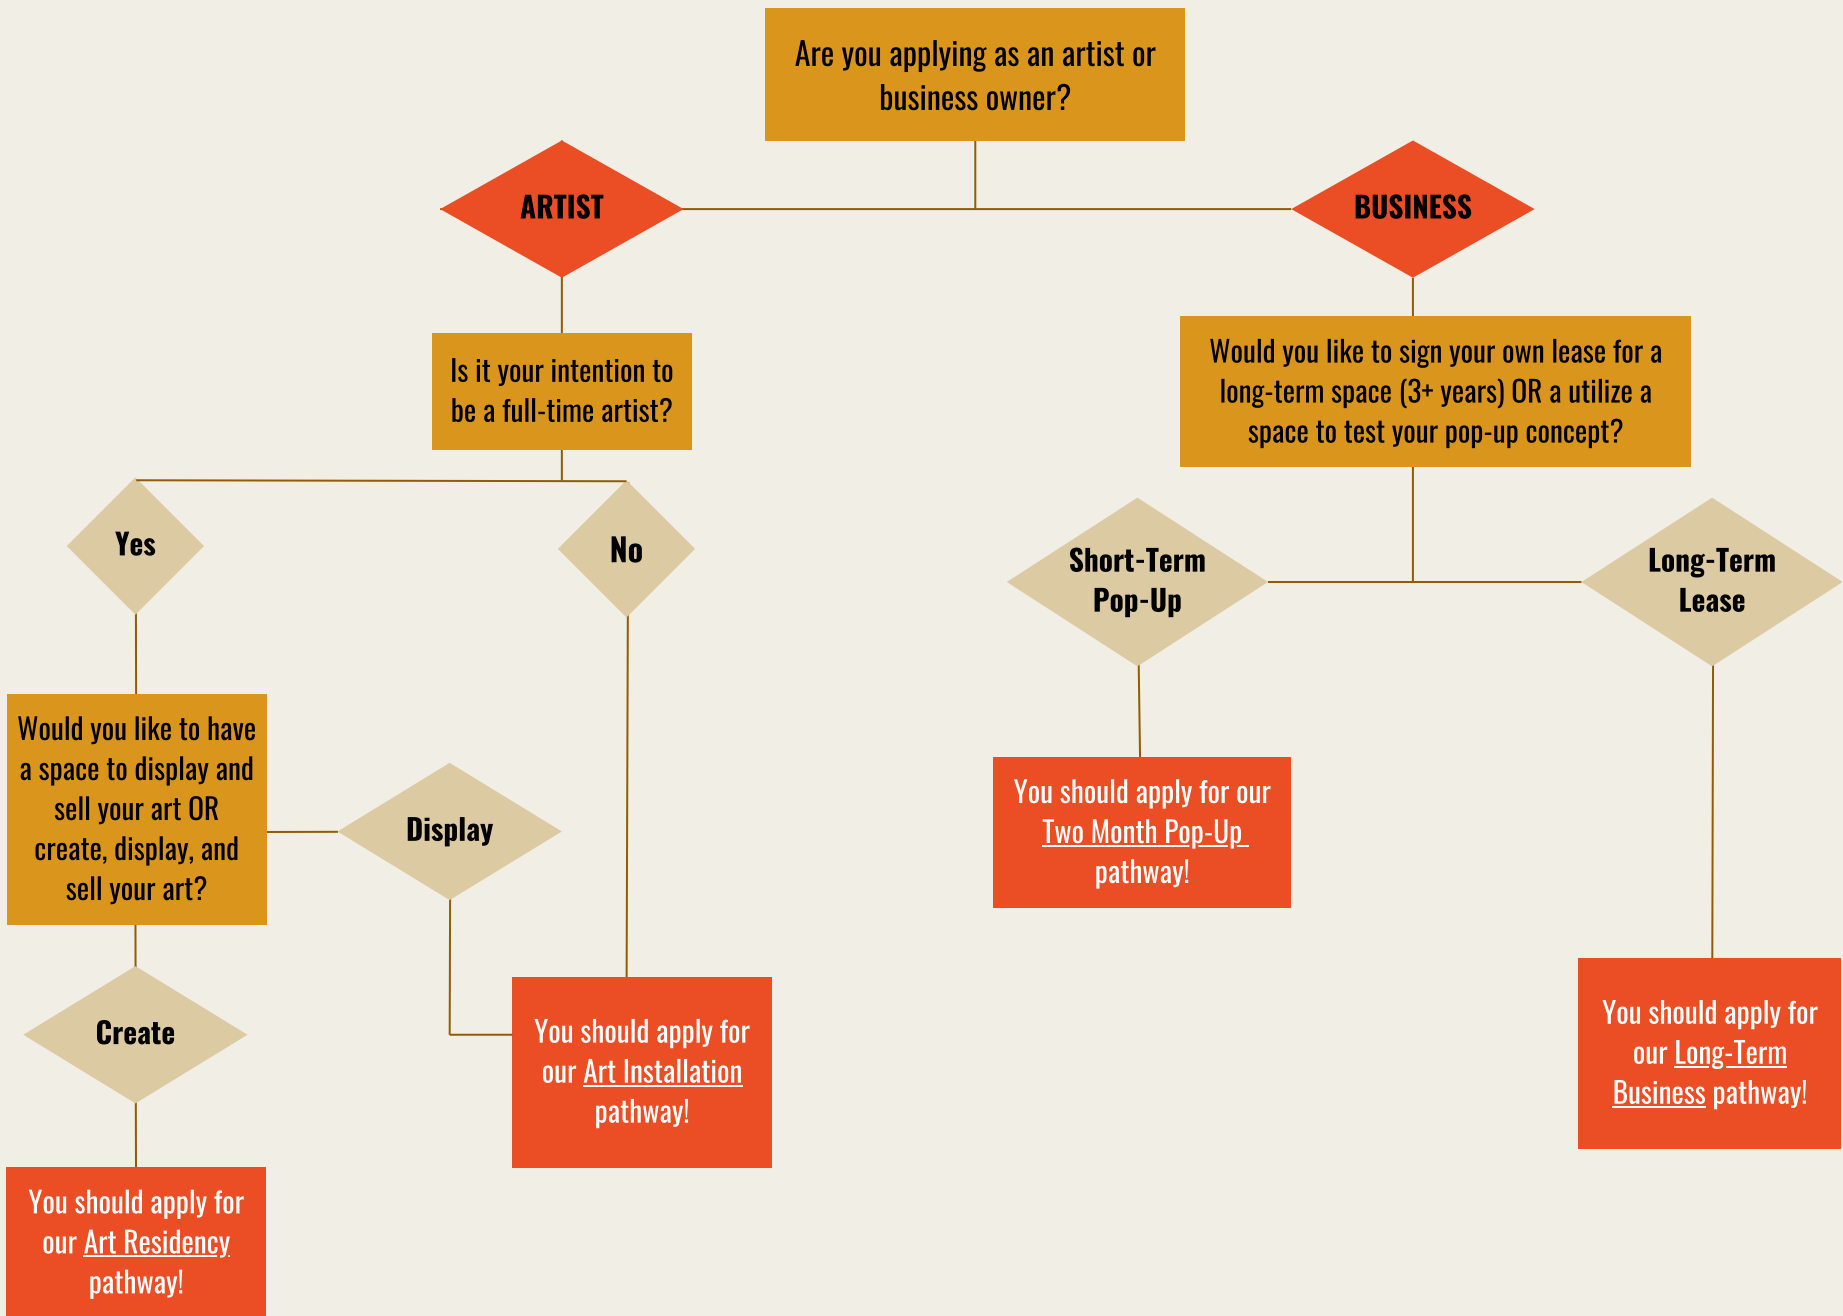 Are you applying as an artist or
business owner?
ARTIST
BUSINESS
Is it your intention to
be a full-time artist?
Would you like to sign your own lease for a
long-term space (3+ years) OR a utilize a
space to test your pop-up concept?
Yes
No
Short-Term
Pop-Up
Long-Term
Lease
Would you like to have
a space to display and
sell your art OR
create, display, and
sell your art?
Display
You should apply for our
Two Month Pop-Up
pathway!
Create
You should apply for
our Art Installation
pathway!
You should apply for
our Long-Term
Business pathway!
You should apply for
our Art Residency
pathway!